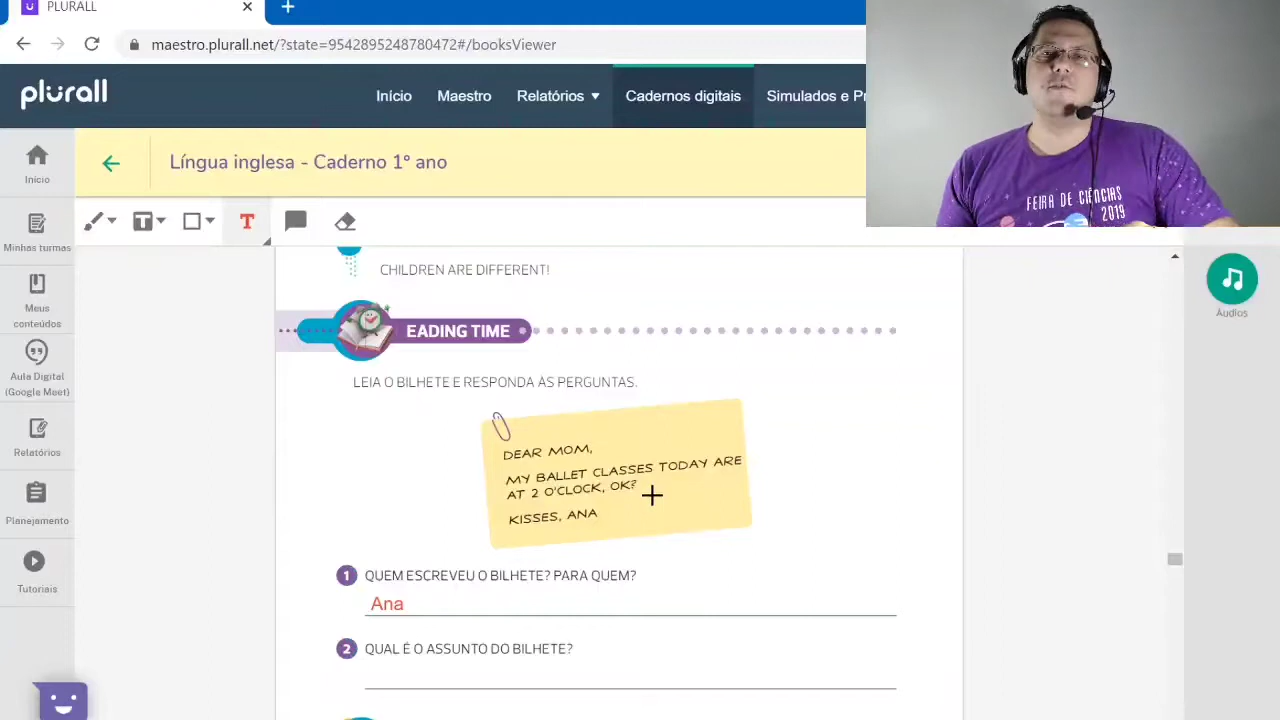 PLURALL
maestro.plurall.net/?state=9542895248780472#/booksViewer
plurall
Início
Maestro
Relatórios
Cadernos digitais
Simulados e Pr
FEIRA DE CIÊNCIAS
2019
Início
Língua inglesa - Caderno 1º ano
T
T
Minhas turmas
Meus
conteúdos
Aula Digital
(Google Meet)
Relatórios
Planejamento
Tutoriais
Áudios
CHILDREN ARE DIFFERENT!
EADING TIME
LEIA O BILHETE E RESPONDA ÀS PERGUNTAS.
DEAR MOM,
MY BALLET CLASSES TODAY ARE
AT 2 O'CLOCK, OK?
KISSES, ANA
1 QUEM ESCREVEU O BILHETE? PARA QUEM?
Ana
2 QUAL É O ASSUNTO DO BILHETE?